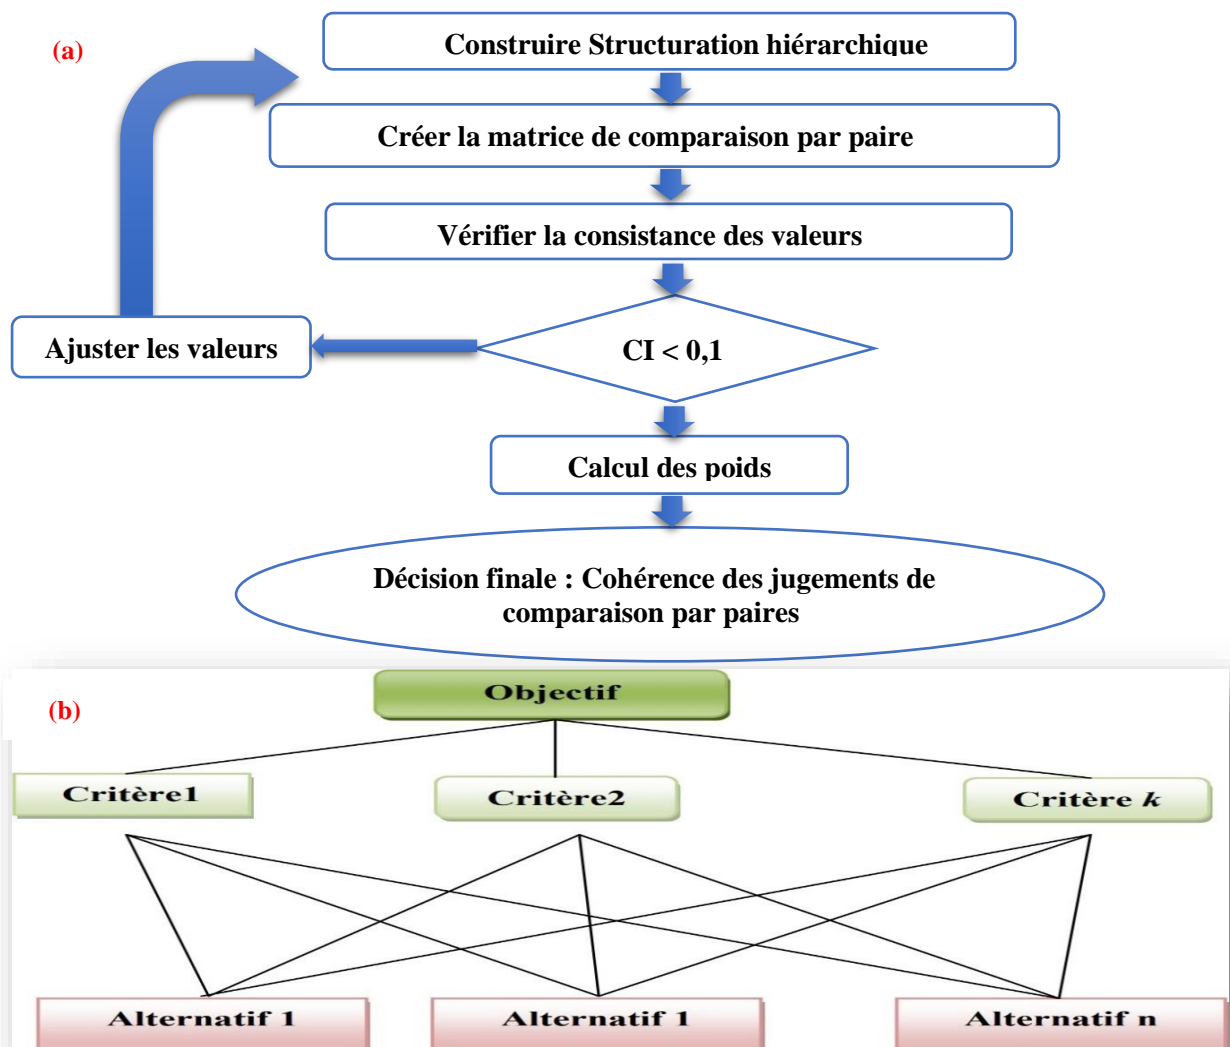 (a)
Construire Structuration hiérarchique
Créer la matrice de comparaison par paire
Vérifier la consistance des valeurs
Ajuster les valeurs
CI < 0,1
Calcul des poids
Décision finale : Cohérence des jugements de
comparaison par paires
(b)
Objectif
Critère1
Critère2
Critère k
Alternatif 1
Alternatif 1
Alternatif n